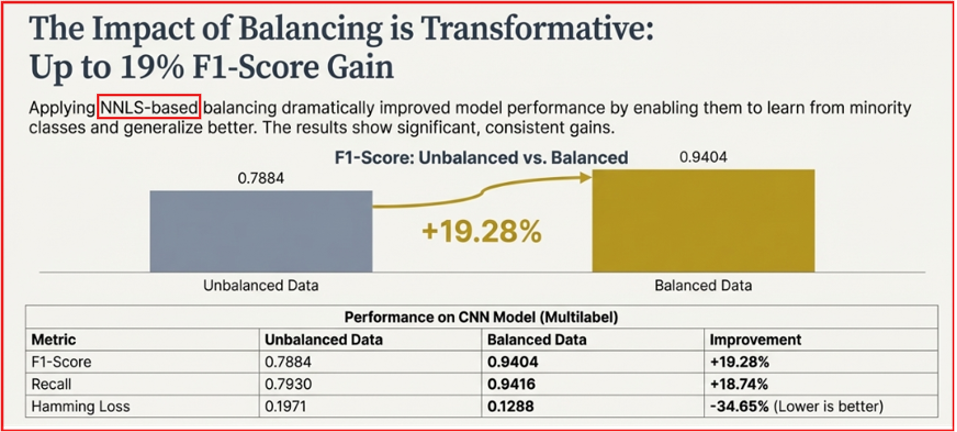 The Impact of Balancing is Transformative:
Up to 19% F1-Score Gain
Applying NNLS-based balancing dramatically improved model performance by enabling them to learn from minority
classes and generalize better. The results show significant, consistent gains.
F1-Score: Unbalanced vs. Balanced
0.7884
0.9404
+19.28%
Unbalanced Data
Balanced Data
Performance on CNN Model (Multilabel)
Metric Unbalanced Data Balanced Data Improvement
F1-Score 0.7884 0.9404 +19.28%
Recall 0.7930 0.9416 +18.74%
Hamming Loss 0.1971 0.1288 -34.65% (Lower is better)